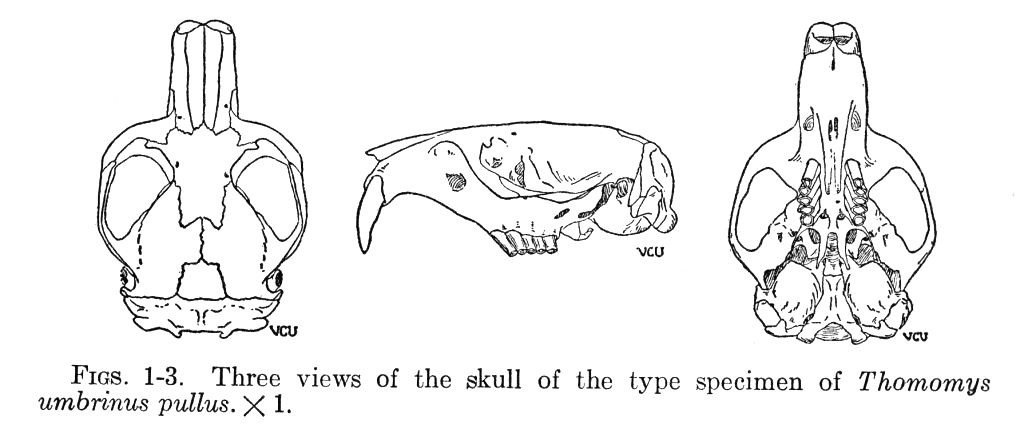 VCU
VCU
VCU
FIGS. 1-3. Three views of the skull of the type specimen of Thomomys
umbrinus pullus. × 1.